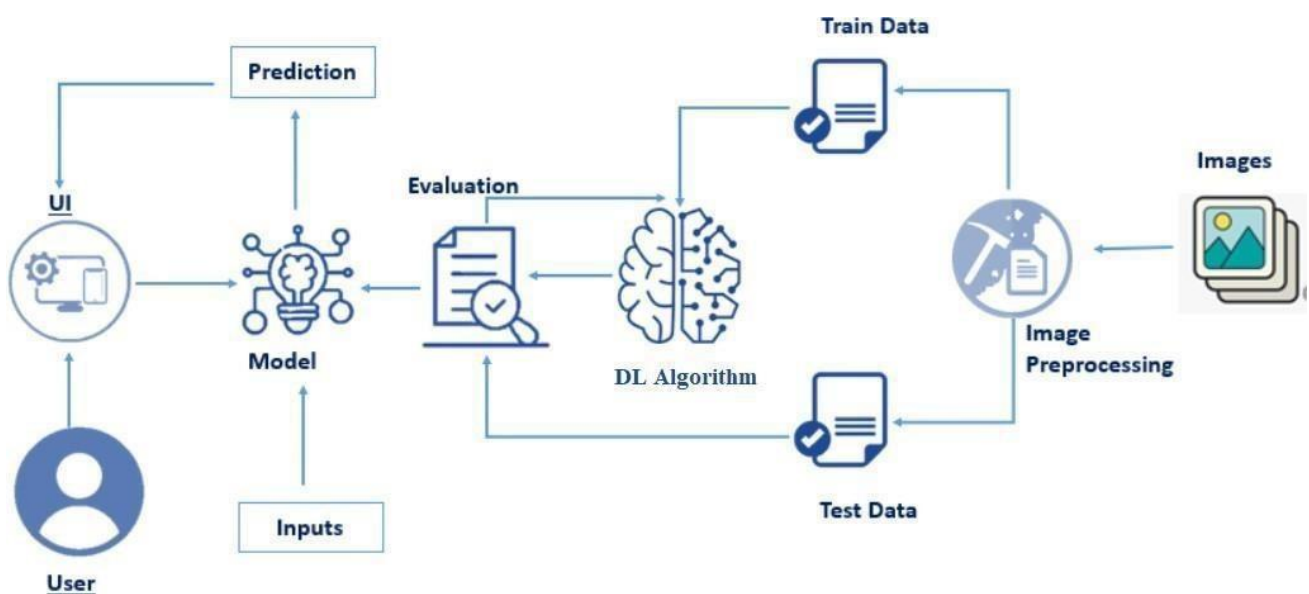 Train Data
Prediction
Images
Evaluation
UI
Image
Preprocessing
Model
DL Algorithm
Test Data
Inputs
User